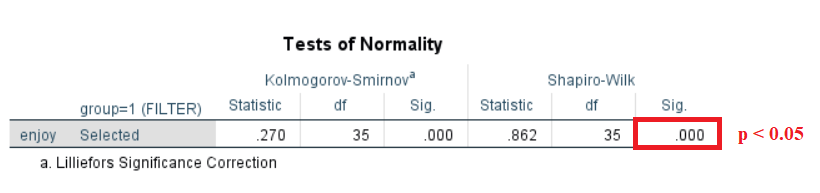 Tests of Normality
Kolmogorov-Smirnovᵃ Shapiro-Wilk
group=1 (FILTER) Statistic df Sig. Statistic df Sig.
enjoy Selected .270 35 .000 .862 35 .000 p < 0.05
a. Lilliefors Significance Correction